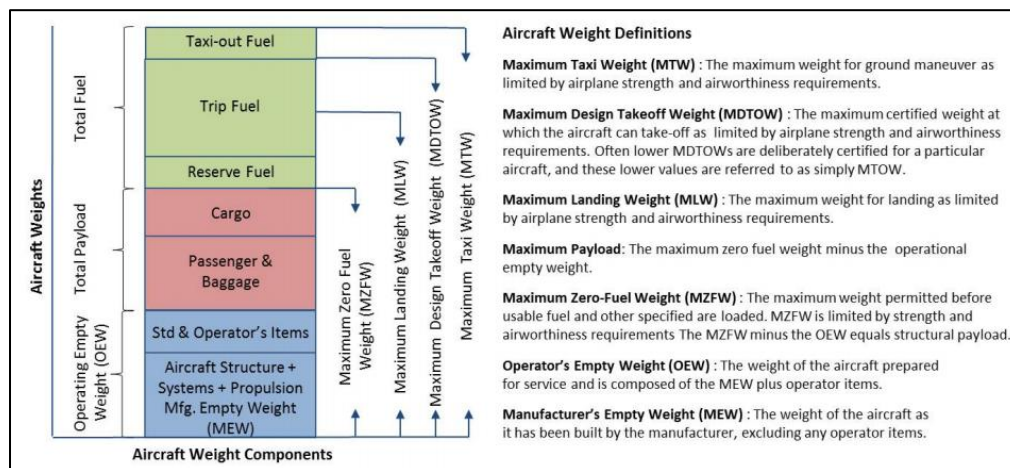 Aircraft Weights
Total Fuel
Total Payload
Operating Empty
Weight (OEW)
Taxi-out Fuel
Trip Fuel
Reserve Fuel
Cargo
Passenger &
Baggage
Std & Operator's Items
Aircraft Structure +
Systems + Propulsion
Mfg. Empty Weight
(MEW)
Maximum Zero Fuel
Weight (MZFW)
Maximum Landing Weight (MLW)
Maximum Design Takeoff Weight (MDTOW)
Maximum Taxi Weight (MTW)
Aircraft Weight Components
Aircraft Weight Definitions
Maximum Taxi Weight (MTW) : The maximum weight for ground maneuver as
limited by airplane strength and airworthiness requirements.
Maximum Design Takeoff Weight (MDTOW) : The maximum certified weight at
which the aircraft can take-off as limited by airplane strength and airworthiness
requirements. Often lower MDTOWs are deliberately certified for a particular
aircraft, and these lower values are referred to as simply MTOW.
Maximum Landing Weight (MLW) : The maximum weight for landing as limited
by airplane strength and airworthiness requirements.
Maximum Payload: The maximum zero fuel weight minus the operational
empty weight.
Maximum Zero-Fuel Weight (MZFW) : The maximum weight permitted before
usable fuel and other specified are loaded. MZFW is limited by strength and
airworthiness requirements The MZFW minus the OEW equals structural payload.
Operator's Empty Weight (OEW) : The weight of the aircraft prepared
for service and is composed of the MEW plus operator items.
Manufacturer's Empty Weight (MEW) : The weight of the aircraft as
it has been built by the manufacturer, excluding any operator items.